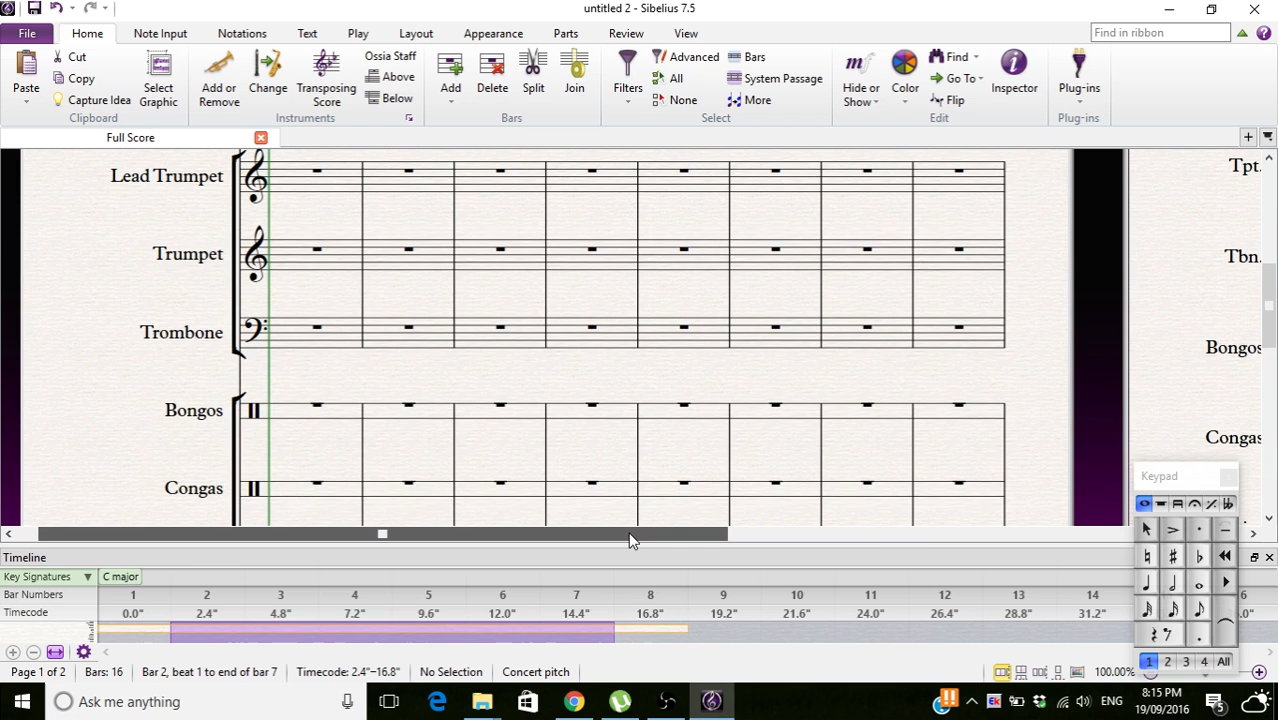 untitled 2 - Sibelius 7.5
File Home Note Input Notations Text Play Layout Appearance Parts Review View Find in ribbon
Paste Cut Copy Capture Idea Select Graphic Add or Remove Change Transposing Score Ossia Staff Above Below Add Delete Split Join Filters Advanced All None Bars System Passage More Hide or Show Color Find Go To Flip Inspector Plug-ins
Clipboard Instruments Bars Select Edit Plug-ins
Full Score
Lead Trumpet Tpt.
Trumpet Tbn.
Trombone
Bongos Bongos
Congas Congas
Keypad
Timeline
Key Signatures C major
Bar Numbers 1 2 3 4 5 6 7 8 9 10 11 12 13 14
Timecode 0.0" 2.4" 4.8" 7.2" 9.6" 12.0" 14.4" 16.8" 19.2" 21.6" 24.0" 26.4" 28.8" 31.2"
1 2 3 4 All
Page 1 of 2 Bars: 16 Bar 2, beat 1 to end of bar 7 Timecode: 2.4"–16.8" No Selection Concert pitch 100.00%
Ask me anything ENG 8:15 PM
19/09/2016 5